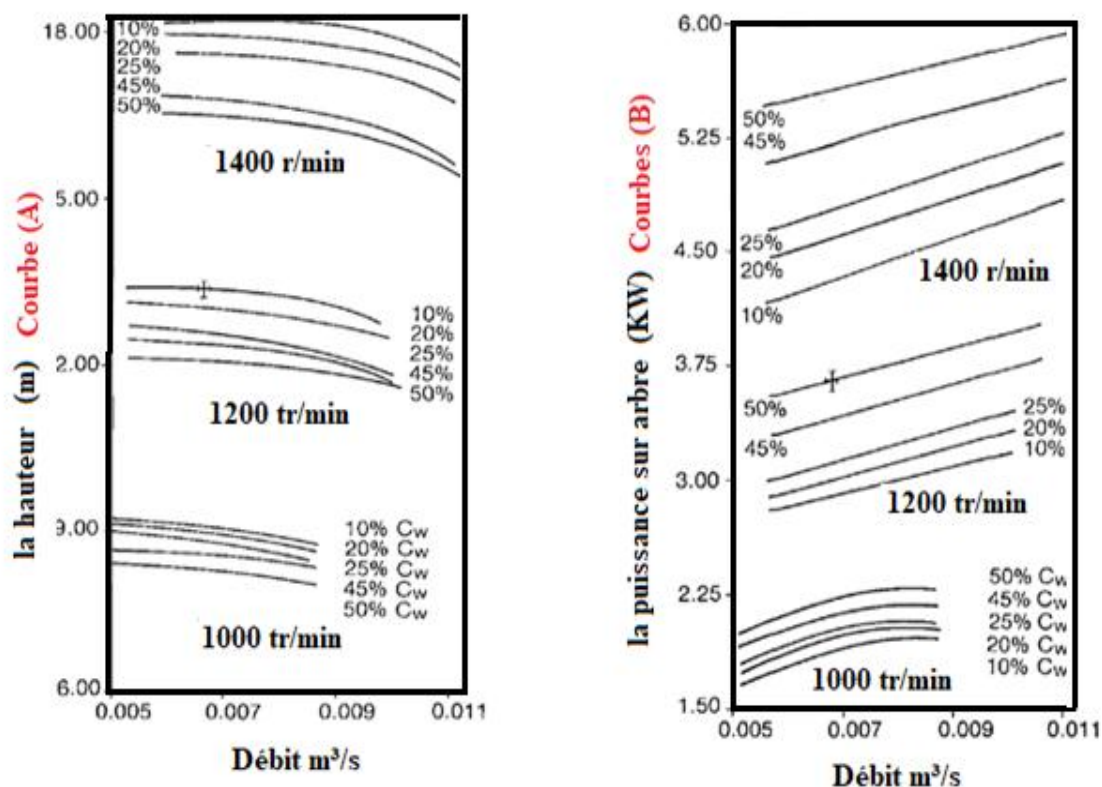 18.00
10%
20%
25%
45%
50%
1400 r/min
5.00
10%
20%
25%
45%
50%
2.00
1200 tr/min
9.00
10% Cw
20% Cw
25% Cw
45% Cw
50% Cw
1000 tr/min
6.00
0.005
0.007
0.009
0.011
Débit m³/s
la hauteur (m) Courbe (A)
6.00
50%
45%
5.25
25%
20%
10%
4.50
1400 r/min
3.75
50%
45%
25%
20%
10%
3.00
1200 tr/min
2.25
50% Cw
45% Cw
25% Cw
20% Cw
10% Cw
1000 tr/min
1.50
0.005
0.007
0.009
0.011
Débit m³/s
la puissance sur arbre (KW) Courbes (B)